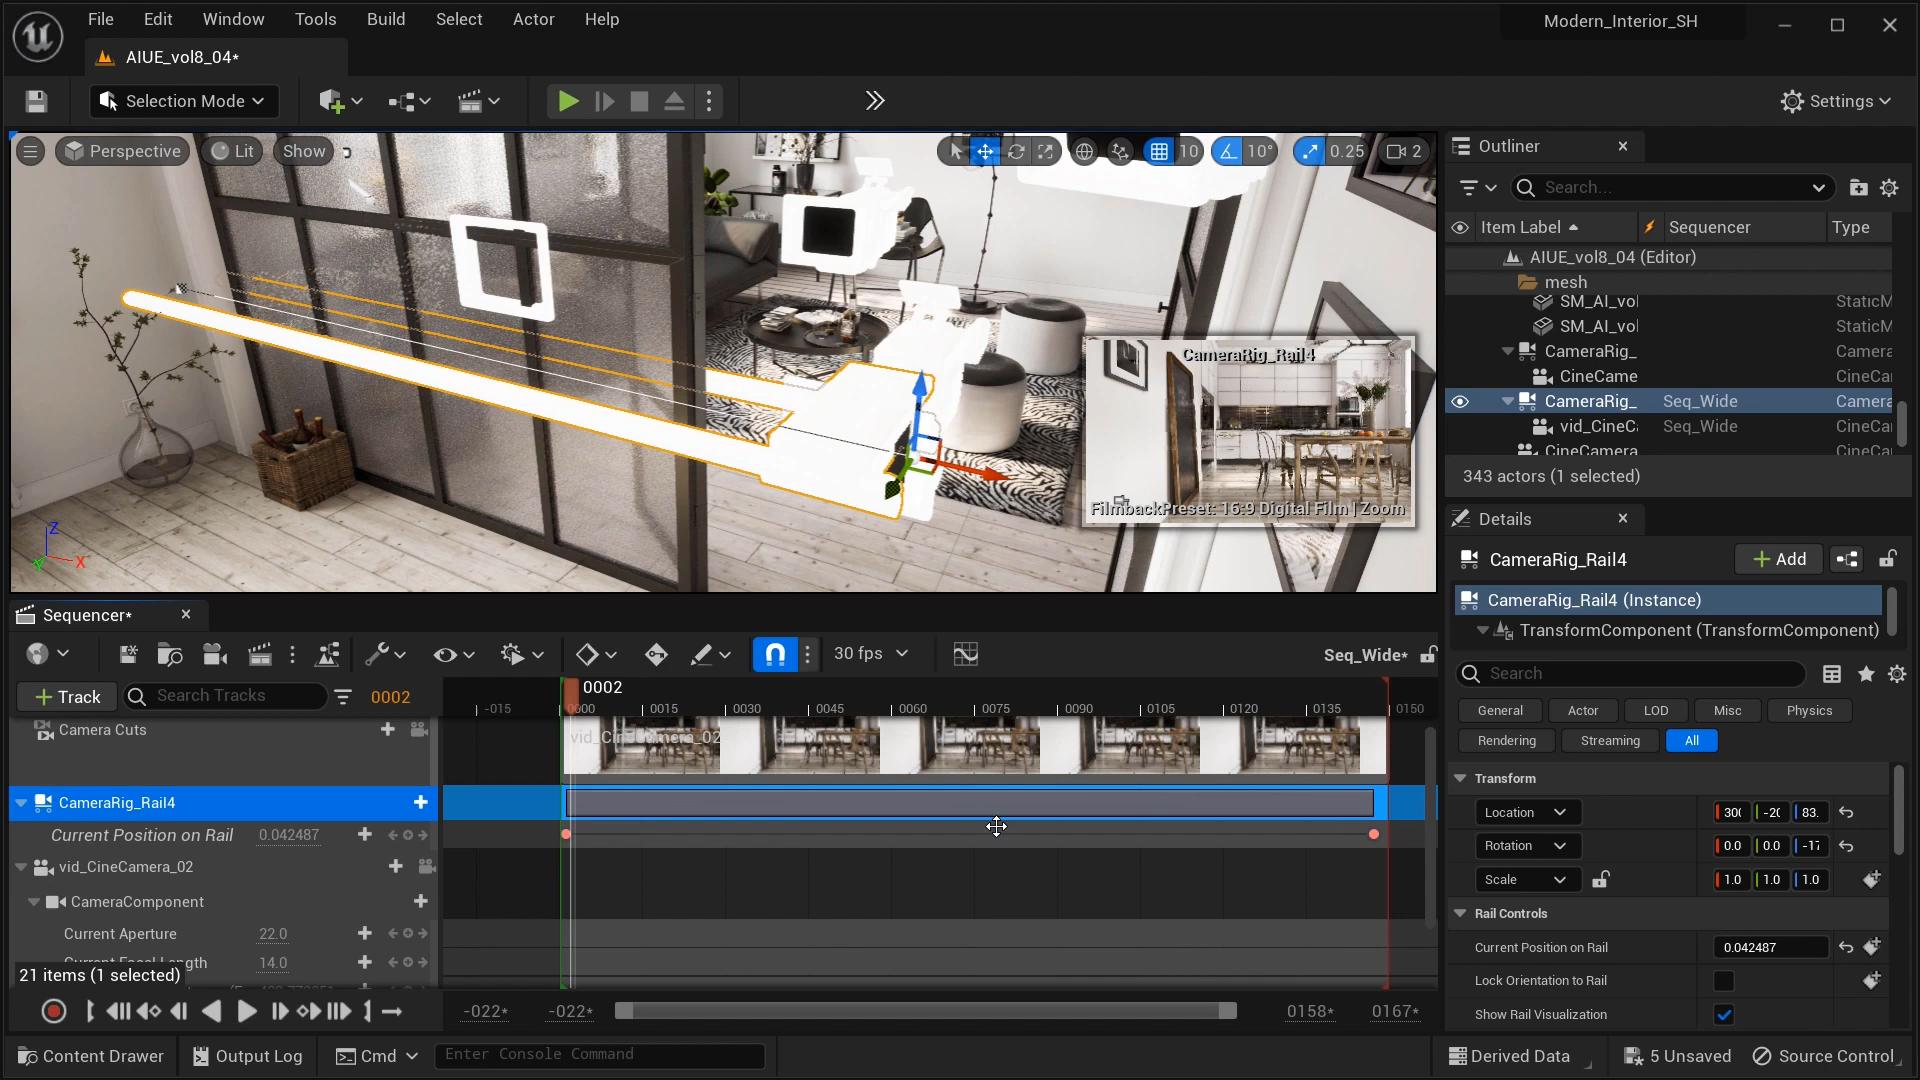 File Edit Window Tools Build Select Actor Help
Modern_Interior_SH
AIUE_vol8_04*
Selection Mode
Settings
Perspective Lit Show
10 10° 0.25 2
Outliner
Search...
Item Label Sequencer Type
AIUE_vol8_04 (Editor)
mesh
SM_AI_vol StaticM
SM_AI_vol StaticM
CameraRig_ Camera
CineCame CineCa
CameraRig_ Seq_Wide Camera
vid_CineC Seq_Wide CineCa
CineCamera CineCa
343 actors (1 selected)
CameraRig_Rail4
FilmbackPreset: 16:9 Digital Film | Zoom
Z
Y X
Details
CameraRig_Rail4 Add
CameraRig_Rail4 (Instance)
TransformComponent (TransformComponent)
Search
General Actor LOD Misc Physics
Rendering Streaming All
Transform
Location 300 -20 83.
Rotation 0.0 0.0 -17
Scale 1.0 1.0 1.0
Rail Controls
Current Position on Rail 0.042487
Lock Orientation to Rail
Show Rail Visualization
Sequencer*
30 fps
Seq_Wide*
Track Search Tracks 0002
0002
-015 0000 0015 0030 0045 0060 0075 0090 0105 0120 0135 0150
Camera Cuts
vid_CineCamera_02
CameraRig_Rail4
Current Position on Rail 0.042487
vid_CineCamera_02
CameraComponent
Current Aperture 22.0
Current Focal Length 14.0
21 items (1 selected)
-022* -022* 0158* 0167*
Content Drawer Output Log Cmd Enter Console Command
Derived Data 5 Unsaved Source Control